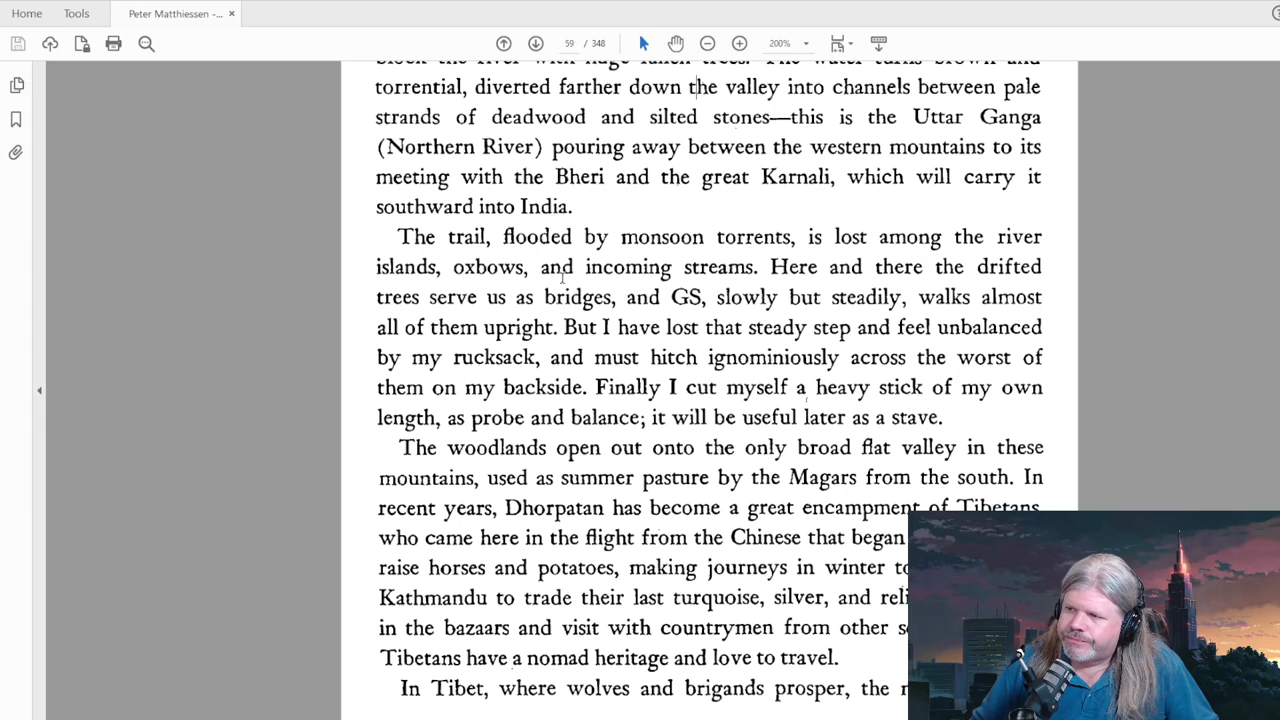 Home Tools Peter Matthiessen -... ×
59 / 348 200%
torrential, diverted farther down the valley into channels between pale
strands of deadwood and silted stones—this is the Uttar Ganga
(Northern River) pouring away between the western mountains to its
meeting with the Bheri and the great Karnali, which will carry it
southward into India.
The trail, flooded by monsoon torrents, is lost among the river
islands, oxbows, and incoming streams. Here and there the drifted
trees serve us as bridges, and GS, slowly but steadily, walks almost
all of them upright. But I have lost that steady step and feel unbalanced
by my rucksack, and must hitch ignominiously across the worst of
them on my backside. Finally I cut myself a heavy stick of my own
length, as probe and balance; it will be useful later as a stave.
The woodlands open out onto the only broad flat valley in these
mountains, used as summer pasture by the Magars from the south. In
recent years, Dhorpatan has become a great encampment of Tibetans
who came here in the flight from the Chinese that began
raise horses and potatoes, making journeys in winter to
Kathmandu to trade their last turquoise, silver, and reli
in the bazaars and visit with countrymen from other s
Tibetans have a nomad heritage and love to travel.
In Tibet, where wolves and brigands prosper, the